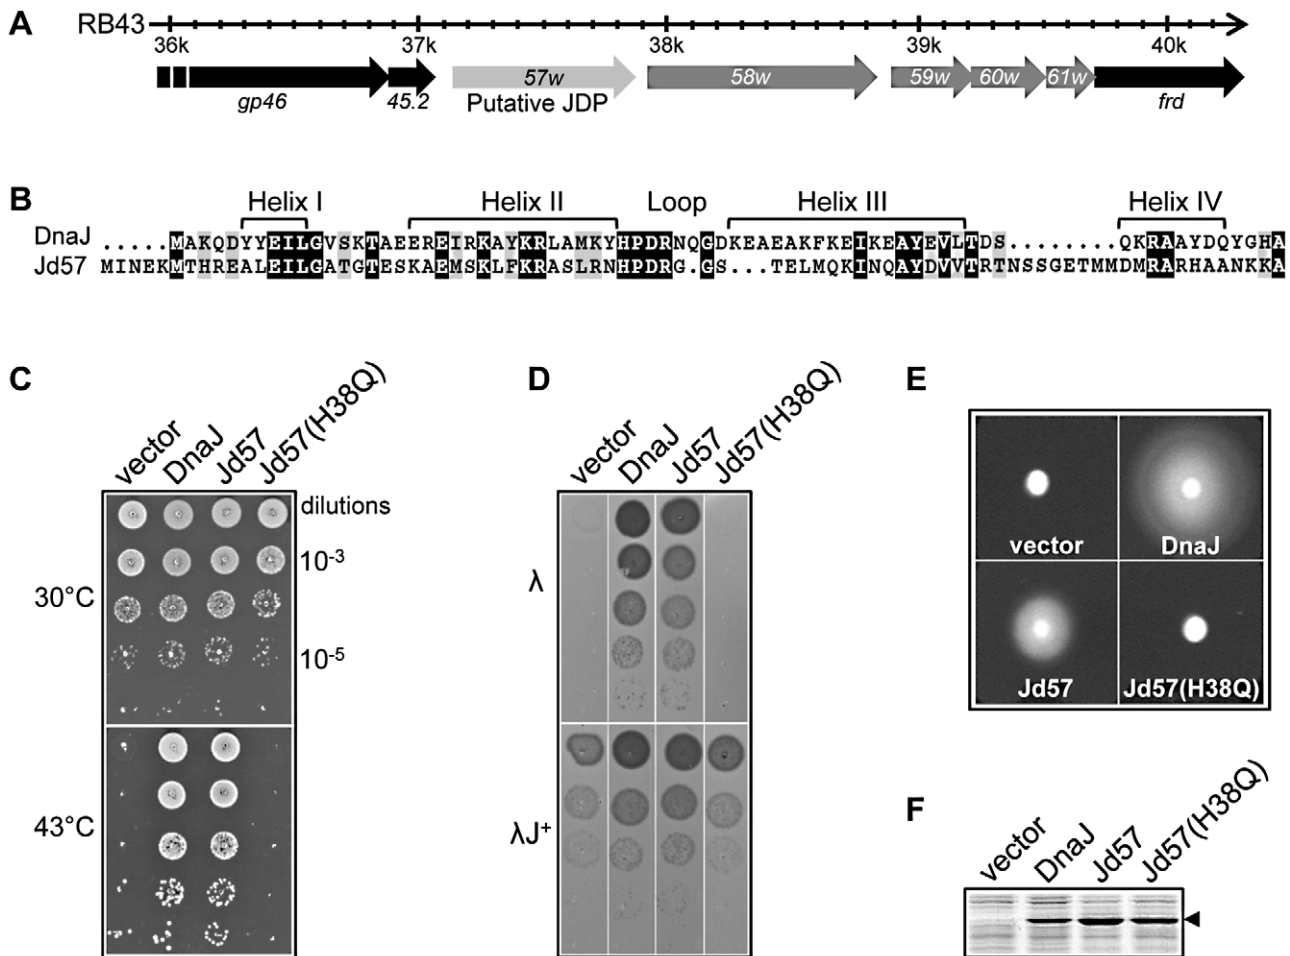 A
RB43
36k 37k 38k 39k 40k
57w 58w 59w 60w 61w
gp46 45.2 Putative JDP frd
B
Helix I Helix II Loop Helix III Helix IV
DnaJ .....MAKQDYYEILGVSKTAEEREIRKAYKRLAMKYHPDRNQGDKEAEAKFKEIKEAYEVLTDS........QKRAAYDQYGHA
Jd57 MINEKMTHREALEILGATGTESKAEMSKLFKRASLRNHPDRG.GS...TELMQKINQAYDVVTRTNSSGETMMDMRARHAANKKA
C
vector DnaJ Jd57 Jd57(H38Q)
dilutions
10-3
30°C
10-5
43°C
D
vector DnaJ Jd57 Jd57(H38Q)
λ
λJ+
E
vector DnaJ
Jd57 Jd57(H38Q)
F
vector DnaJ Jd57 Jd57(H38Q)